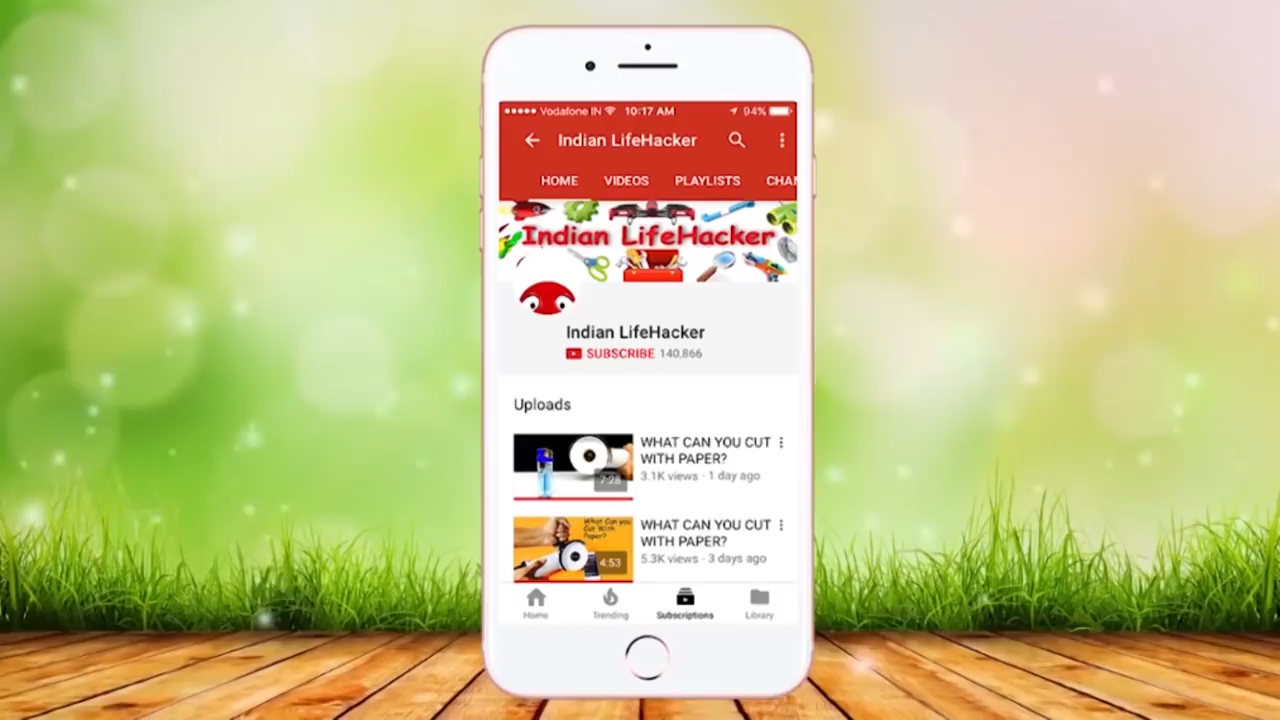 Vodafone IN 10:17 AM 94%
Indian LifeHacker
HOME VIDEOS PLAYLISTS CHAN
Indian LifeHacker
Indian LifeHacker
SUBSCRIBE 140,866
Uploads
WHAT CAN YOU CUT
WITH PAPER?
3.1K views · 1 day ago
7:28
What Can you
Cut With
Paper?
4:53
WHAT CAN YOU CUT
WITH PAPER?
5.3K views · 3 days ago
Home Trending Subscriptions Library